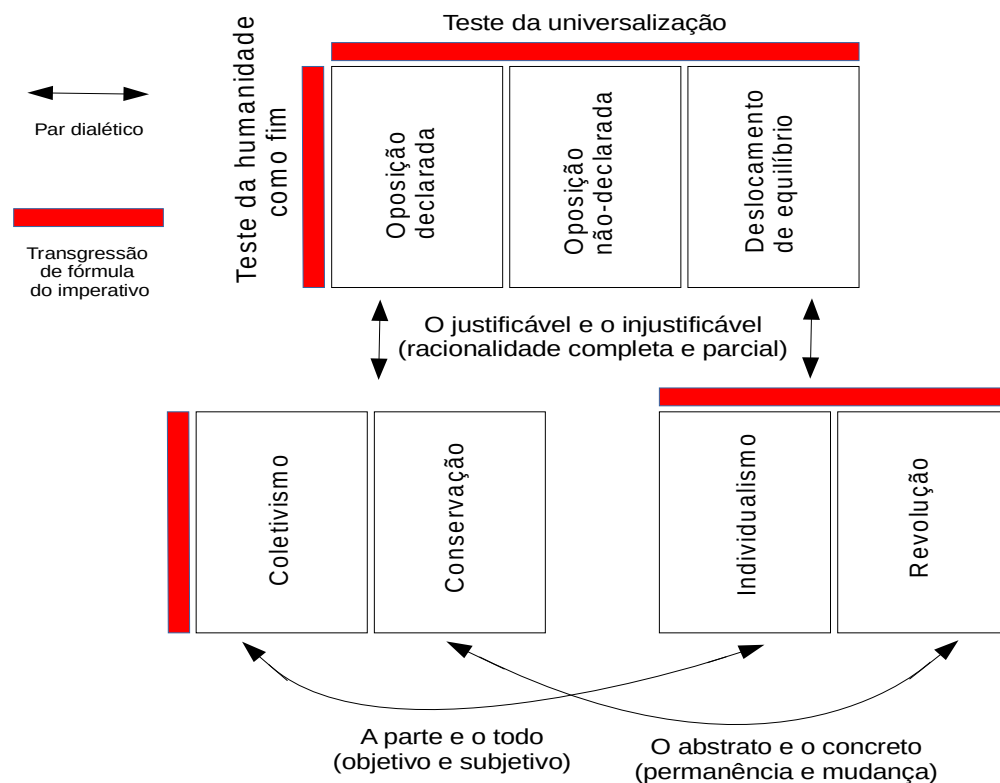 Teste da universalização
Teste da humanidade
como fim
Par dialético
Oposição
declarada
Oposição
não-declarada
Deslocamento
de equilíbrio
Transgressão
de fórmula
do imperativo
O justificável e o injustificável
(racionalidade completa e parcial)
Coletivismo
Conservação
Individualismo
Revolução
A parte e o todo
(objetivo e subjetivo)
O abstrato e o concreto
(permanência e mudança)